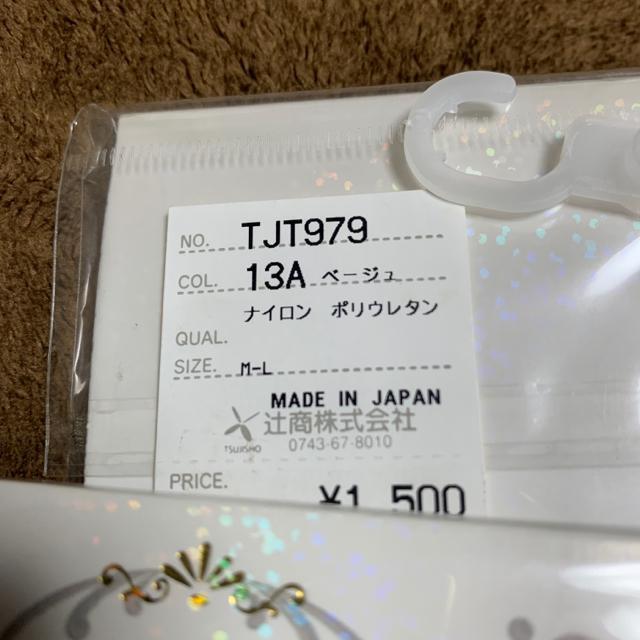 NO. TJT979
COL. 13A ベージュ
ナイロン ポリウレタン
QUAL.
SIZE. M-L
MADE IN JAPAN
辻商株式会社
TSUJISHO 0743-67-8010
PRICE. ¥1,500